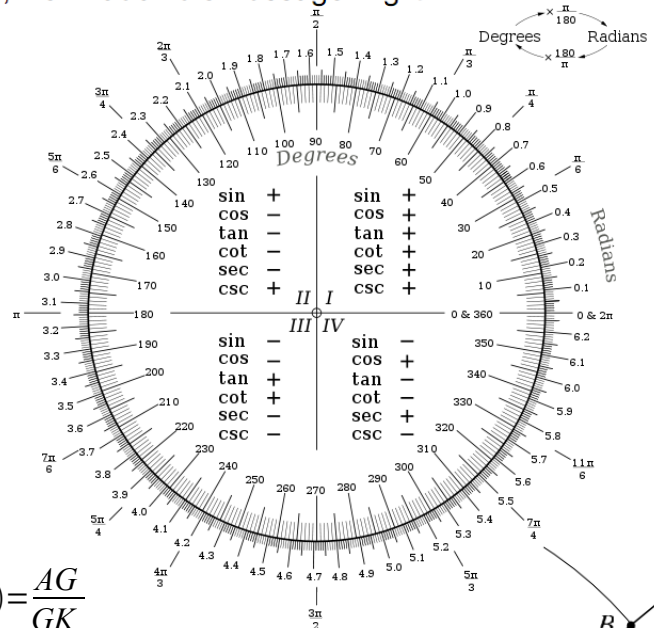 π/2
Degrees × π/180 Radians
× 180/π
2π/3 π/3
3π/4 π/4
5π/6 π/6
π 0 & 2π
7π/6 11π/6
5π/4 7π/4
4π/3 5π/3
3π/2
Radians
0.1 0.2 0.3 0.4 0.5 0.6 0.7 0.8 0.9 1.0 1.1 1.2 1.3 1.4 1.5 1.6 1.7 1.8 1.9 2.0 2.1 2.2 2.3 2.4 2.5 2.6 2.7 2.8 2.9 3.0 3.1 3.2 3.3 3.4 3.5 3.6 3.7 3.8 3.9 4.0 4.1 4.2 4.3 4.4 4.5 4.6 4.7 4.8 4.9 5.0 5.1 5.2 5.3 5.4 5.5 5.6 5.7 5.8 5.9 6.0 6.1 6.2
Degrees
0 & 360 10 20 30 40 50 60 70 80 90 100 110 120 130 140 150 160 170 180 190 200 210 220 230 240 250 260 270 280 290 300 310 320 330 340 350
sin + sin +
cos − cos +
tan − tan +
cot − cot +
sec − sec +
csc + csc +
II I
III IV
sin − sin −
cos − cos +
tan + tan −
cot + cot −
sec − sec +
csc − csc −
)=AG/GK
B